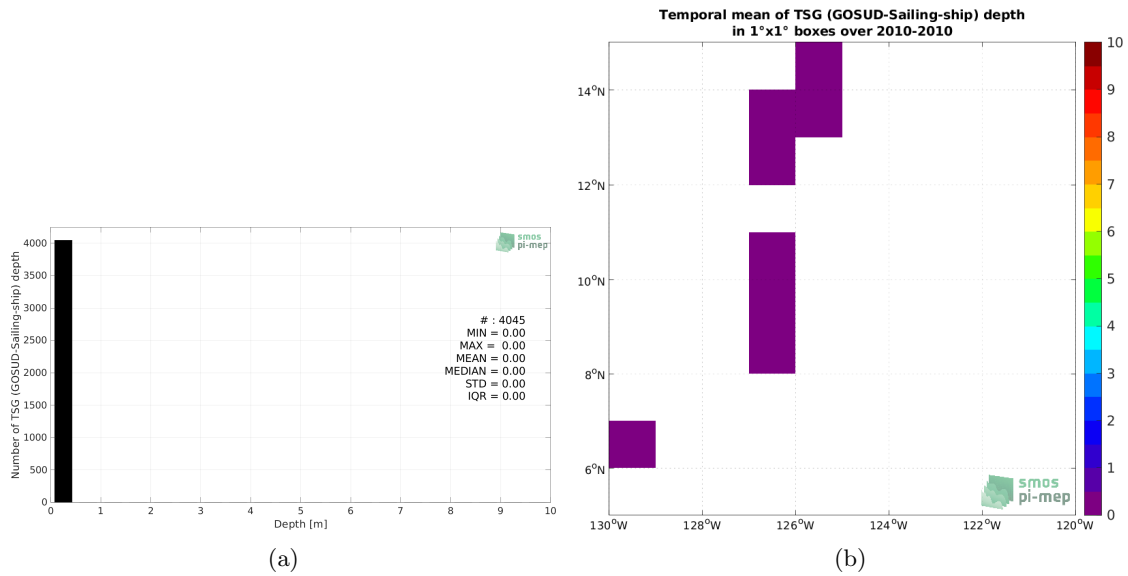 Number of TSG (GOSUD-Sailing-ship) depth
4000
3500
3000
2500
2000
1500
1000
500
0
smos
pi-mep
# : 4045
MIN = 0.00
MAX =  0.00
MEAN = 0.00
MEDIAN = 0.00
STD = 0.00
IQR = 0.00
0 1 2 3 4 5 6 7 8 9 10
Depth [m]
(a)
Temporal mean of TSG (GOSUD-Sailing-ship) depth
in 1°x1° boxes over 2010-2010
14°N
12°N
10°N
8°N
6°N
130°W 128°W 126°W 124°W 122°W 120°W
smos
pi-mep
10
9
8
7
6
5
4
3
2
1
0
(b)